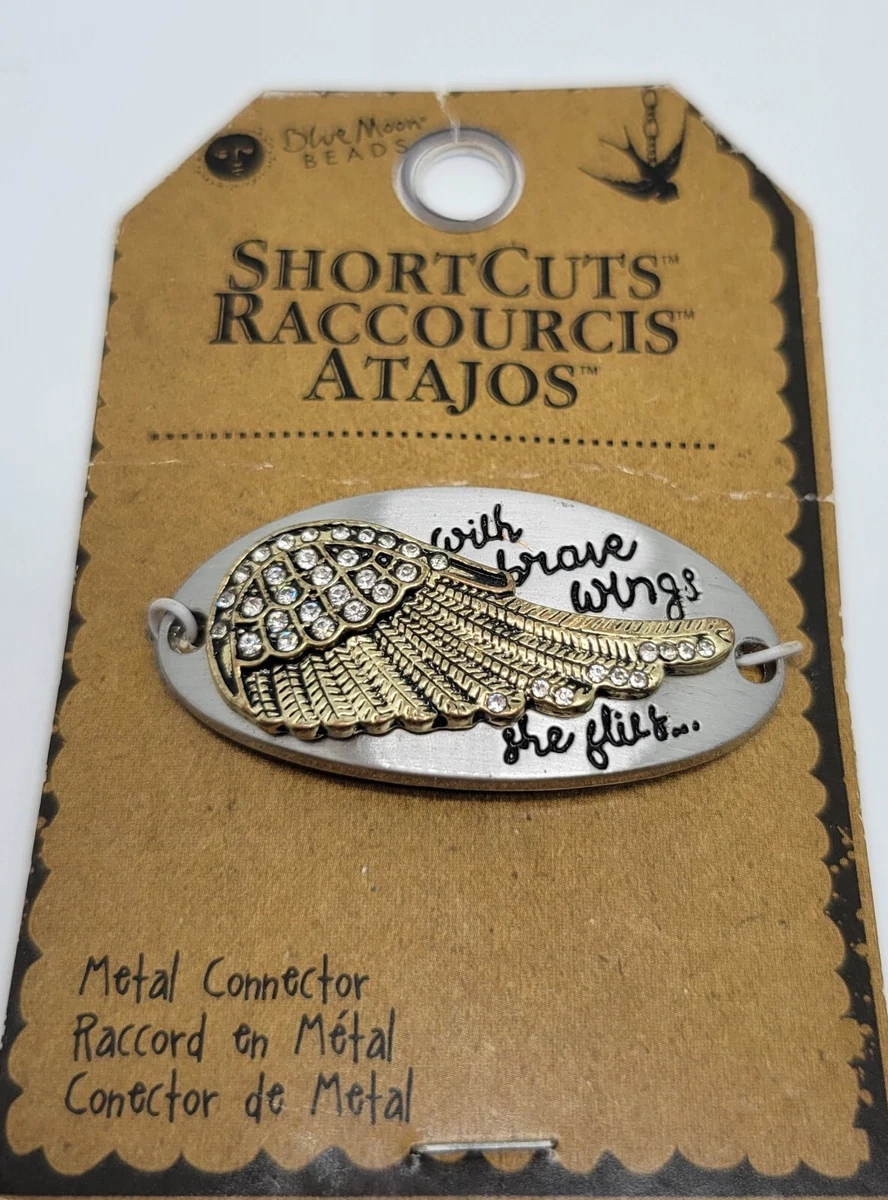 Blue Moon®
BEADS
SHORTCUTS™
RACCOURCIS™
ATAJOS™
with
brave
wings
she flies...
Metal Connector
Raccord en Métal
Conector de Metal